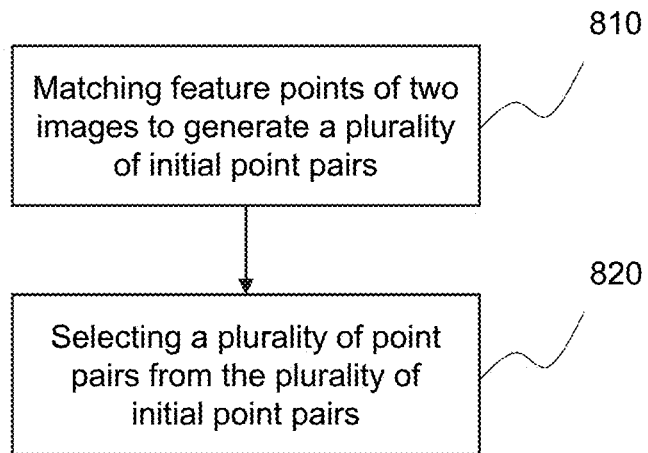 810
Matching feature points of two
images to generate a plurality
of initial point pairs
820
Selecting a plurality of point
pairs from the plurality of
initial point pairs